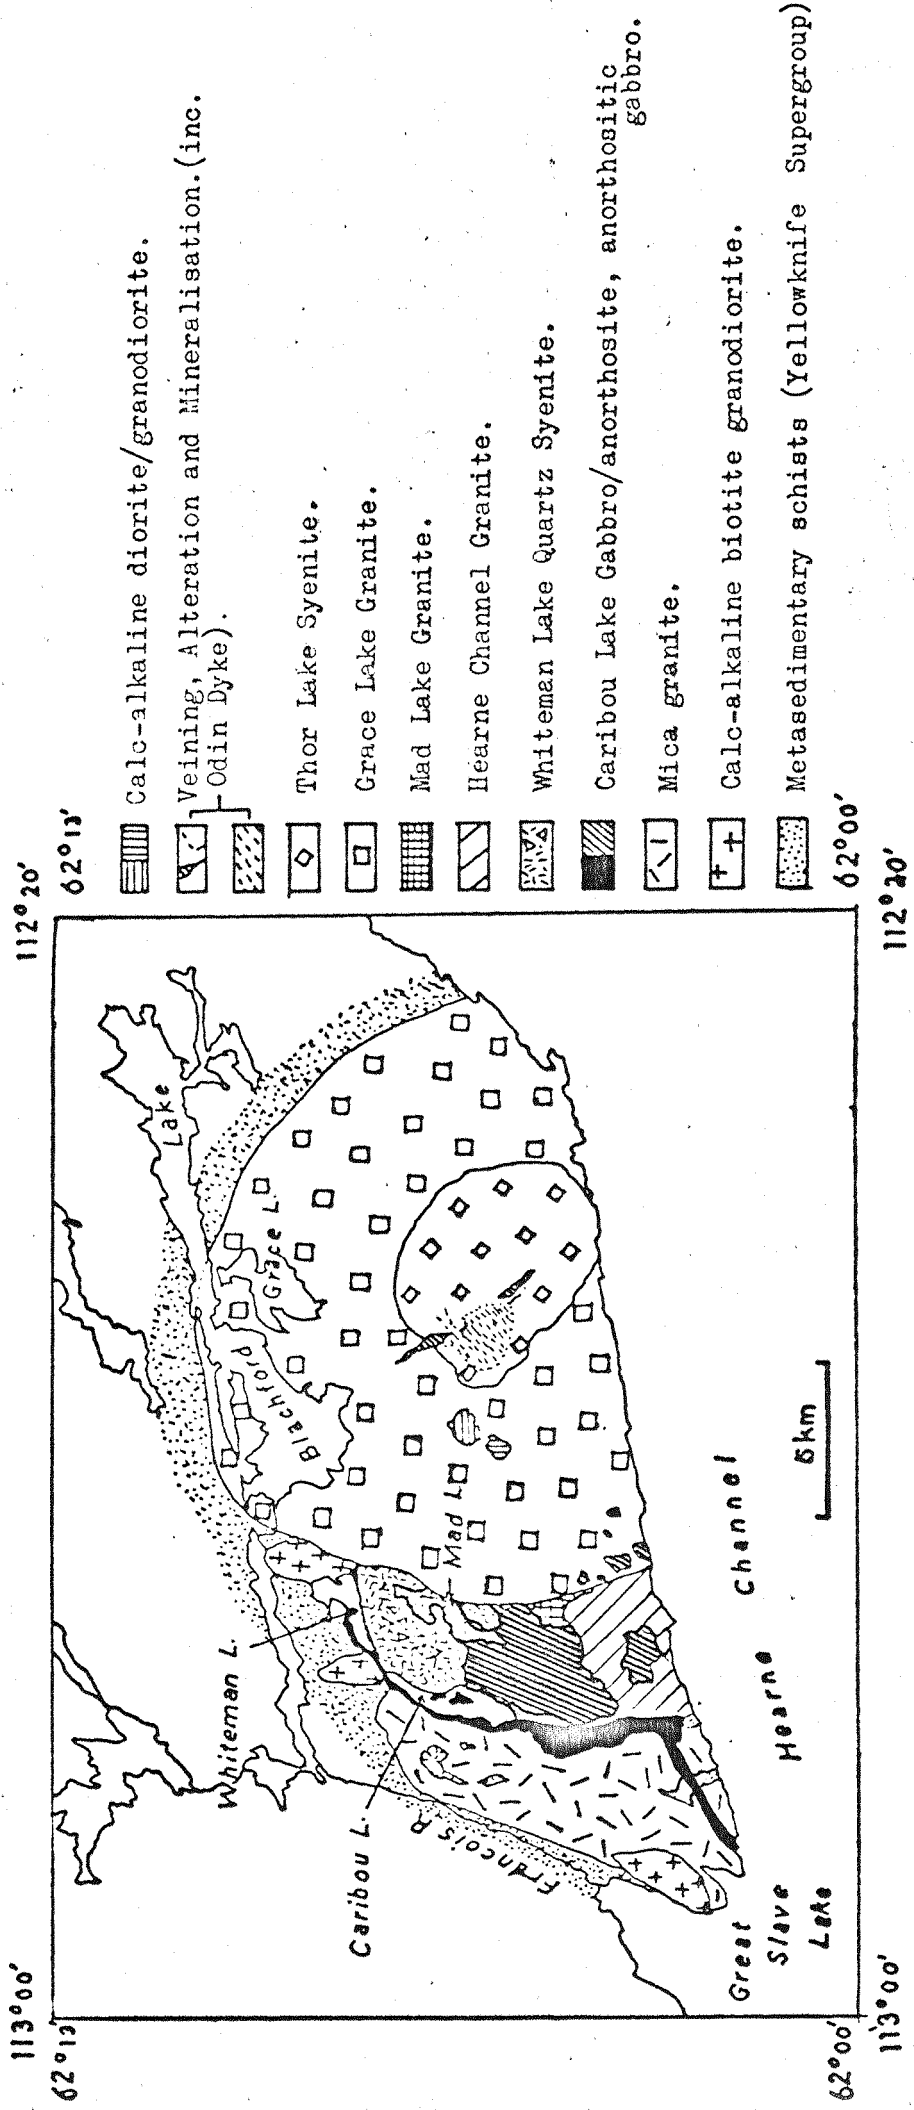 113°00'
112°20'
62°13'
62°13'
62°00'
62°00'
113°00'
112°20'
Lake
Blachford
Grace L.
Whiteman L.
Caribou L.
Francois R.
Mad L.
Great
Slave
Lake
Hearne
Channel
5km
Calc-alkaline diorite/granodiorite.
Veining, Alteration and Mineralisation.(inc.
Odin Dyke).
Thor Lake Syenite.
Grace Lake Granite.
Mad Lake Granite.
Hearne Channel Granite.
Whiteman Lake Quartz Syenite.
Caribou Lake Gabbro/anorthosite, anorthositic
gabbro.
Mica granite.
Calc-alkaline biotite granodiorite.
Metasedimentary schists (Yellowknife Supergroup)